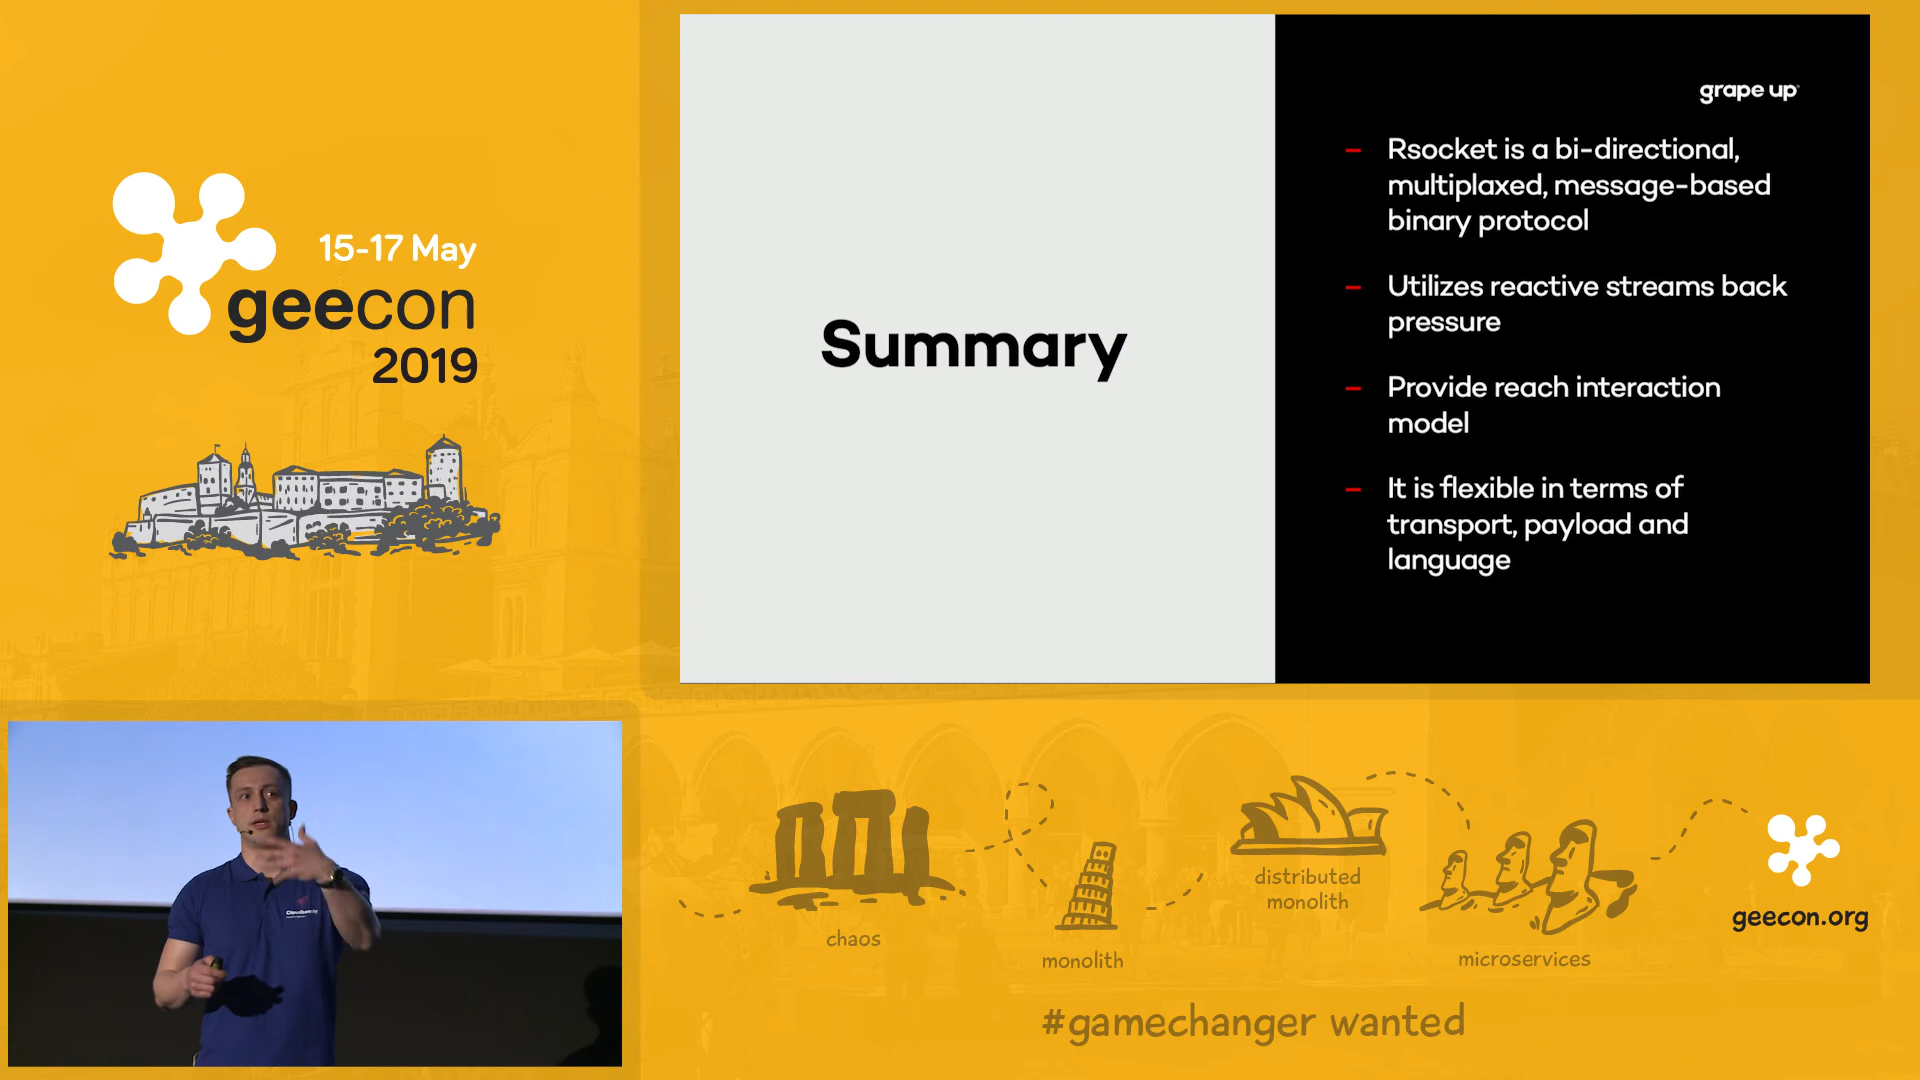 15-17 May
geecon
2019
Summary
grape up
– Rsocket is a bi-directional,
multiplaxed, message-based
binary protocol
– Utilizes reactive streams back
pressure
– Provide reach interaction
model
– It is flexible in terms of
transport, payload and
language
chaos
monolith
distributed
monolith
microservices
geecon.org
#gamechanger wanted